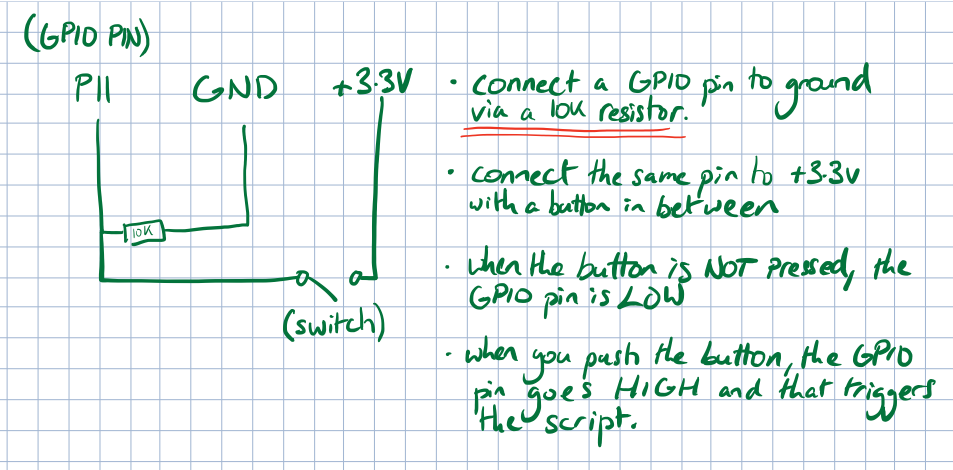 (GPIO PIN)
P11 GND +3.3V
10K
(switch)
• connect a GPIO pin to ground
via a 10K resistor.
• connect the same pin to +3.3v
with a button in between
• when the button is NOT pressed, the
GPIO pin is LOW
• when you push the button, the GPIO
pin goes HIGH and that triggers
the script.